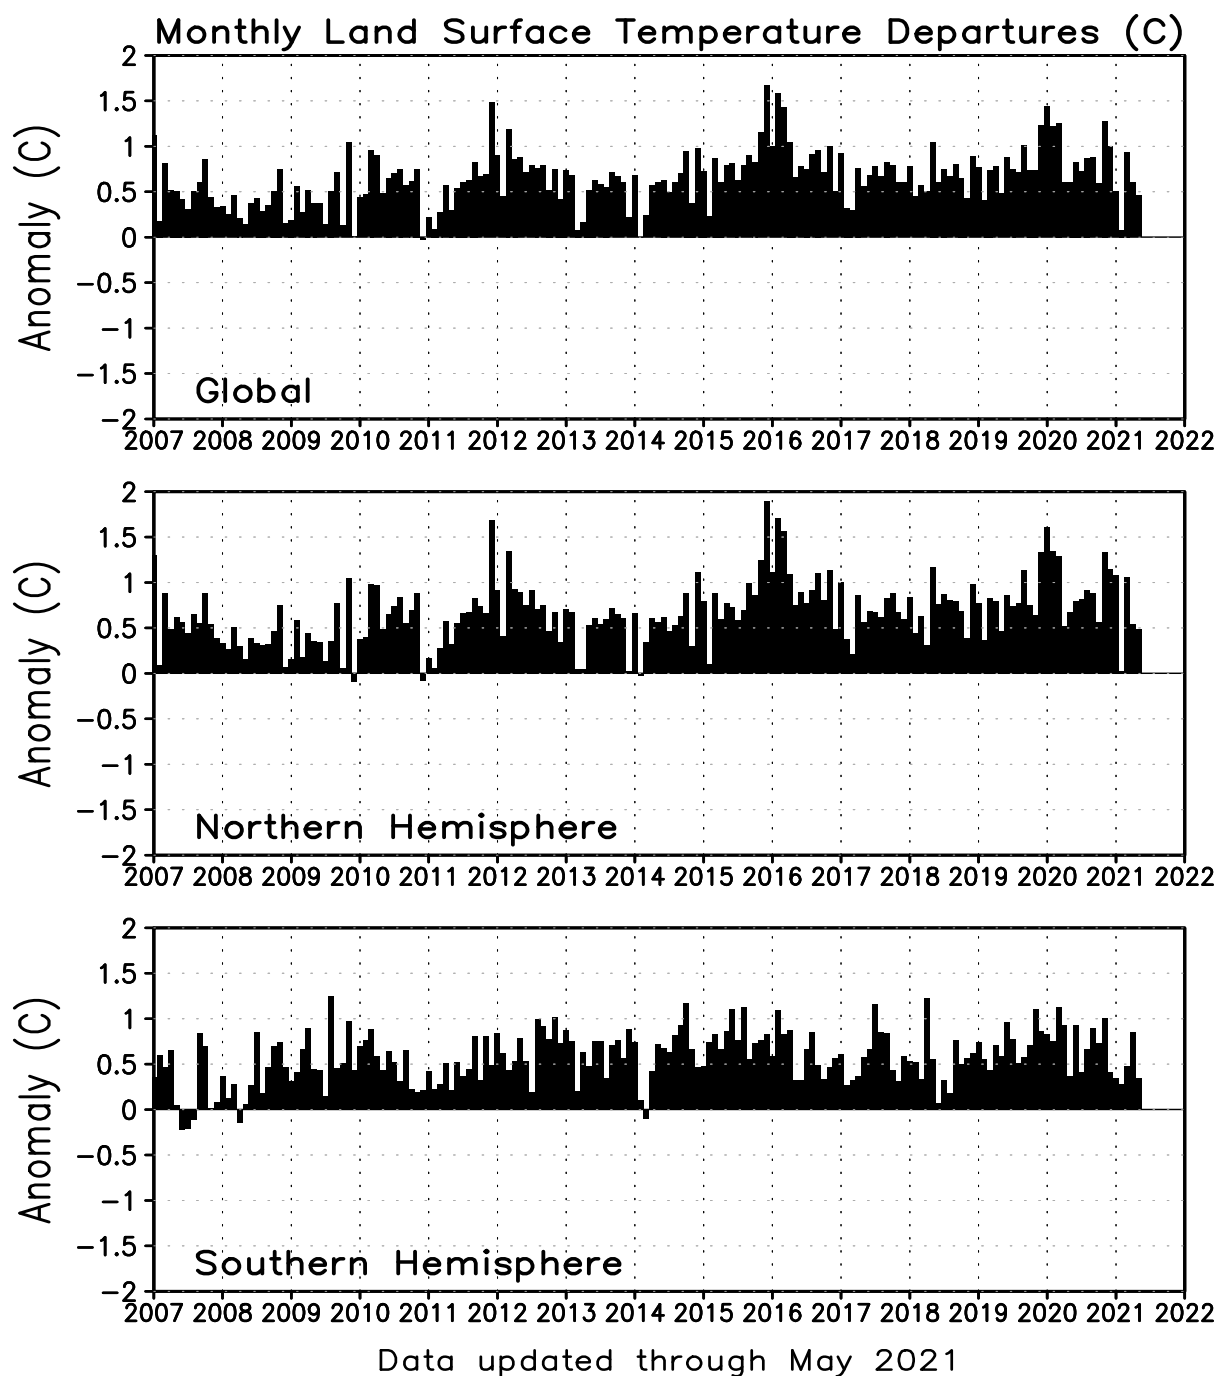 Monthly Land Surface Temperature Departures (C)
2
1.5
1
0.5
0
−0.5
−1
−1.5
−2
Anomaly (C)
Global
2007 2008 2009 2010 2011 2012 2013 2014 2015 2016 2017 2018 2019 2020 2021 2022
2
1.5
1
0.5
0
−0.5
−1
−1.5
−2
Anomaly (C)
Northern Hemisphere
2007 2008 2009 2010 2011 2012 2013 2014 2015 2016 2017 2018 2019 2020 2021 2022
2
1.5
1
0.5
0
−0.5
−1
−1.5
−2
Anomaly (C)
Southern Hemisphere
2007 2008 2009 2010 2011 2012 2013 2014 2015 2016 2017 2018 2019 2020 2021 2022
Data updated through May 2021